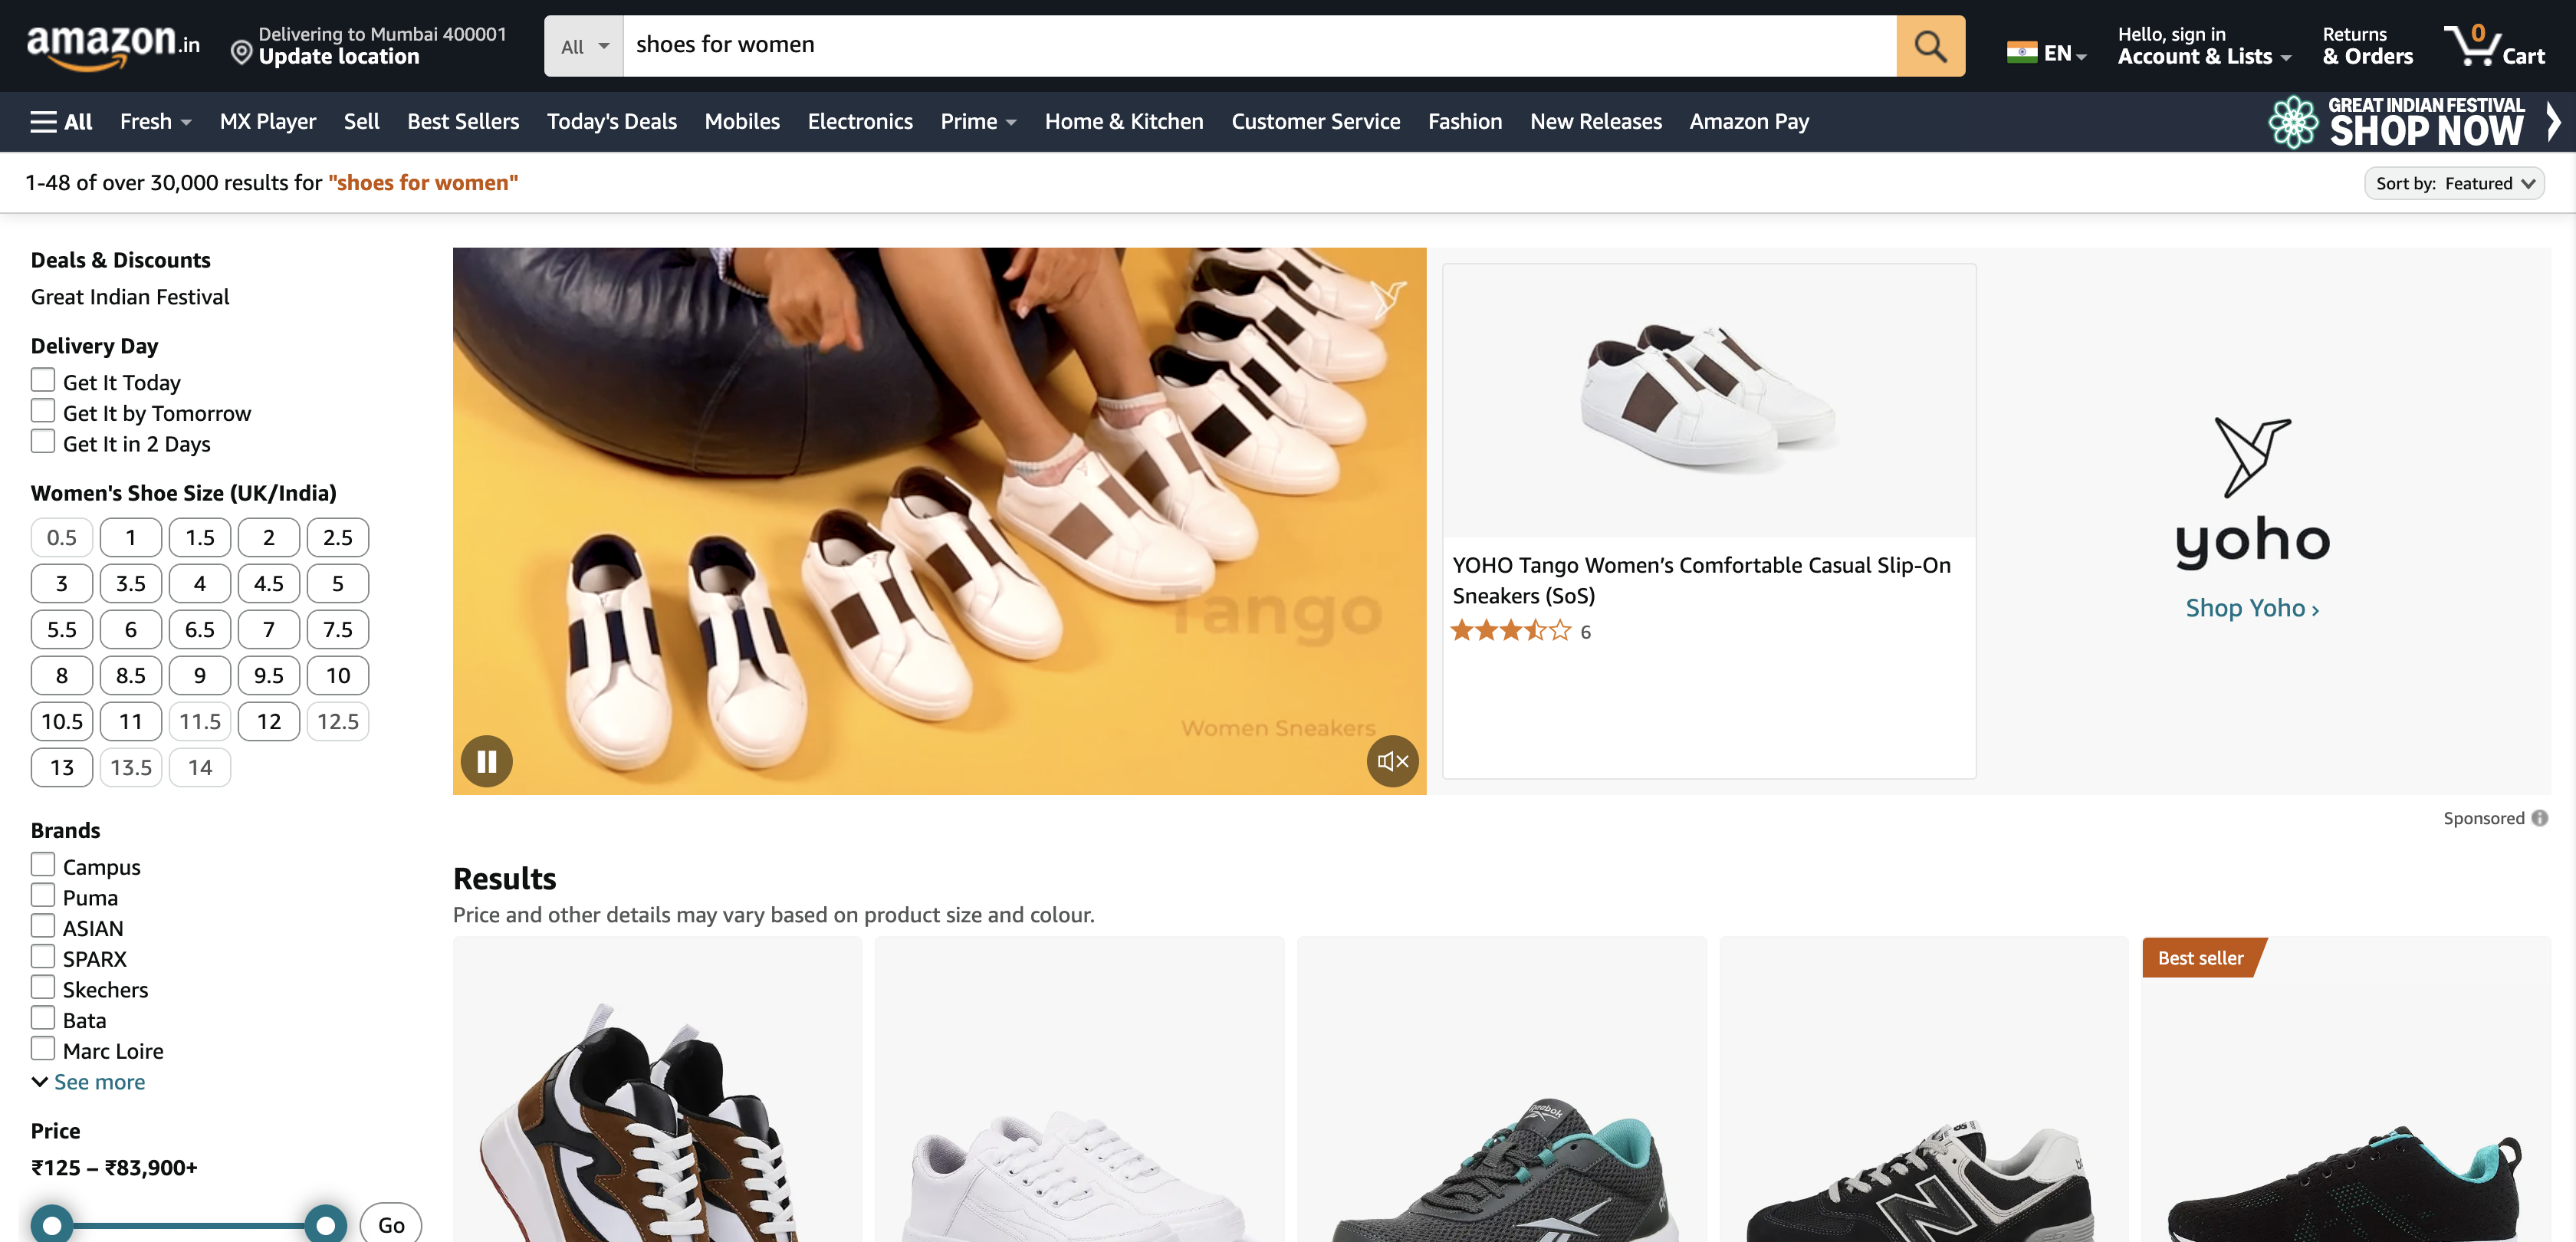 amazon.in
Delivering to Mumbai 400001
Update location
All
shoes for women
EN
Hello, sign in
Account & Lists
Returns
& Orders
0
Cart
All
Fresh
MX Player
Sell
Best Sellers
Today's Deals
Mobiles
Electronics
Prime
Home & Kitchen
Customer Service
Fashion
New Releases
Amazon Pay
GREAT INDIAN FESTIVAL
SHOP NOW
1-48 of over 30,000 results for "shoes for women"
Sort by: Featured
Deals & Discounts
Great Indian Festival
Delivery Day
Get It Today
Get It by Tomorrow
Get It in 2 Days
Women's Shoe Size (UK/India)
0.5 1 1.5 2 2.5
3 3.5 4 4.5 5
5.5 6 6.5 7 7.5
8 8.5 9 9.5 10
10.5 11 11.5 12 12.5
13 13.5 14
Brands
Campus
Puma
ASIAN
SPARX
Skechers
Bata
Marc Loire
See more
Price
₹125 – ₹83,900+
Go
Tango
Women Sneakers
YOHO Tango Women's Comfortable Casual Slip-On
Sneakers (SoS)
6
yoho
Shop Yoho ›
Sponsored
Results
Price and other details may vary based on product size and colour.
Best seller
Reebok
N